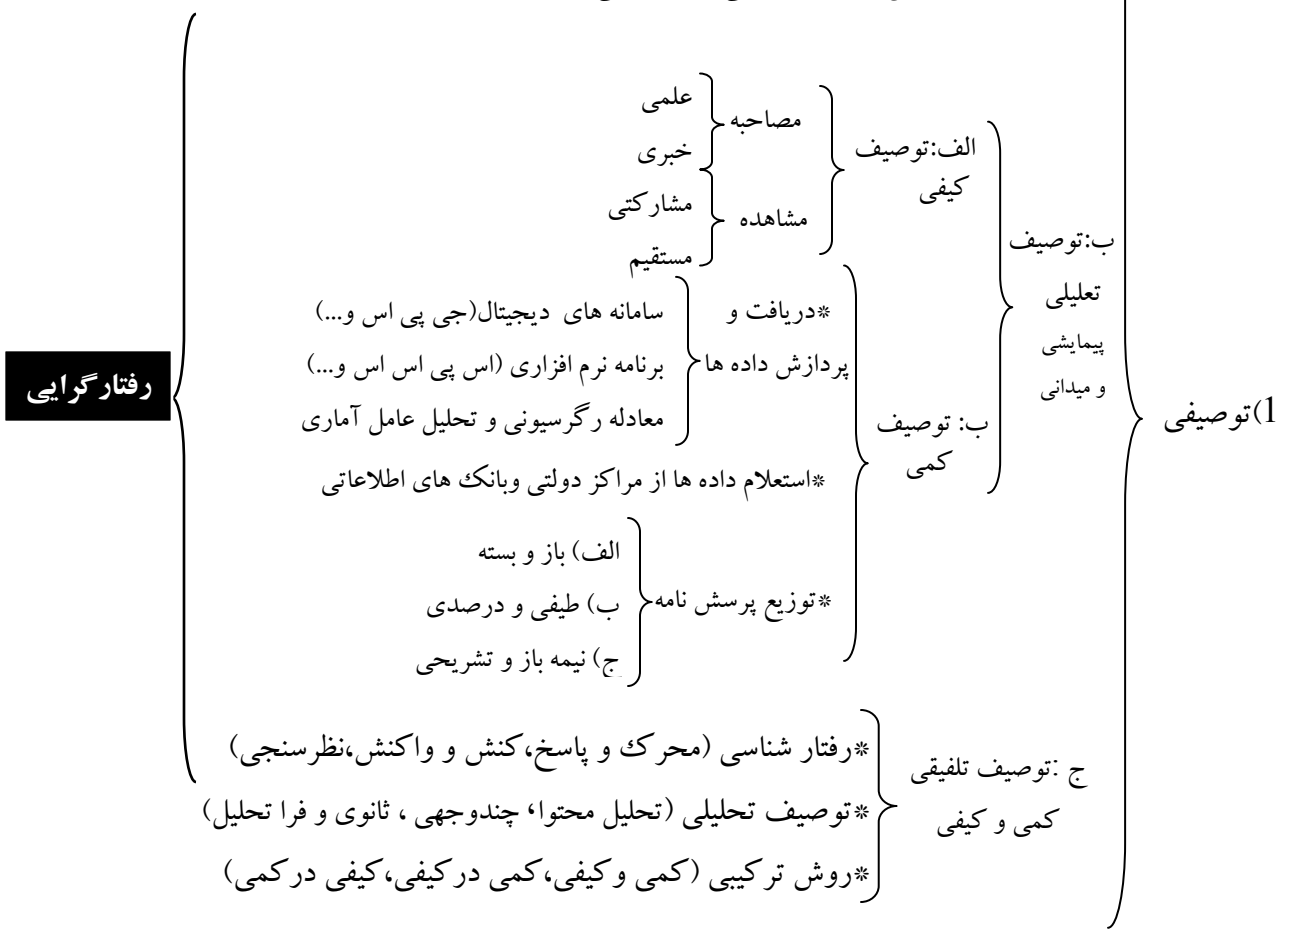 1)توصیفی
ب:توصیف
تعلیلی
پیمایشی
و میدانی
الف:توصیف
کیفی
مصاحبه
علمی
خبری
مشاهده
مشارکتی
مستقیم
ب: توصیف
کمی
*دریافت و
پردازش داده ها
سامانه های دیجیتال(جی پی اس و...)
برنامه نرم افزاری (اس پی اس اس و...)
معادله رگرسیونی و تحلیل عامل آماری
*استعلام داده ها از مراکز دولتی وبانک های اطلاعاتی
*توزیع پرسش نامه
الف) باز و بسته
ب) طیفی و درصدی
ج) نیمه باز و تشریحی
ج :توصیف تلفیقی
کمی و کیفی
*رفتار شناسی (محرک و پاسخ،کنش و واکنش،نظرسنجی)
*توصیف تحلیلی (تحلیل محتوا، چندوجهی ، ثانوی و فرا تحلیل)
*روش ترکیبی (کمی وکیفی،کمی درکیفی،کیفی درکمی)
رفتارگرایی